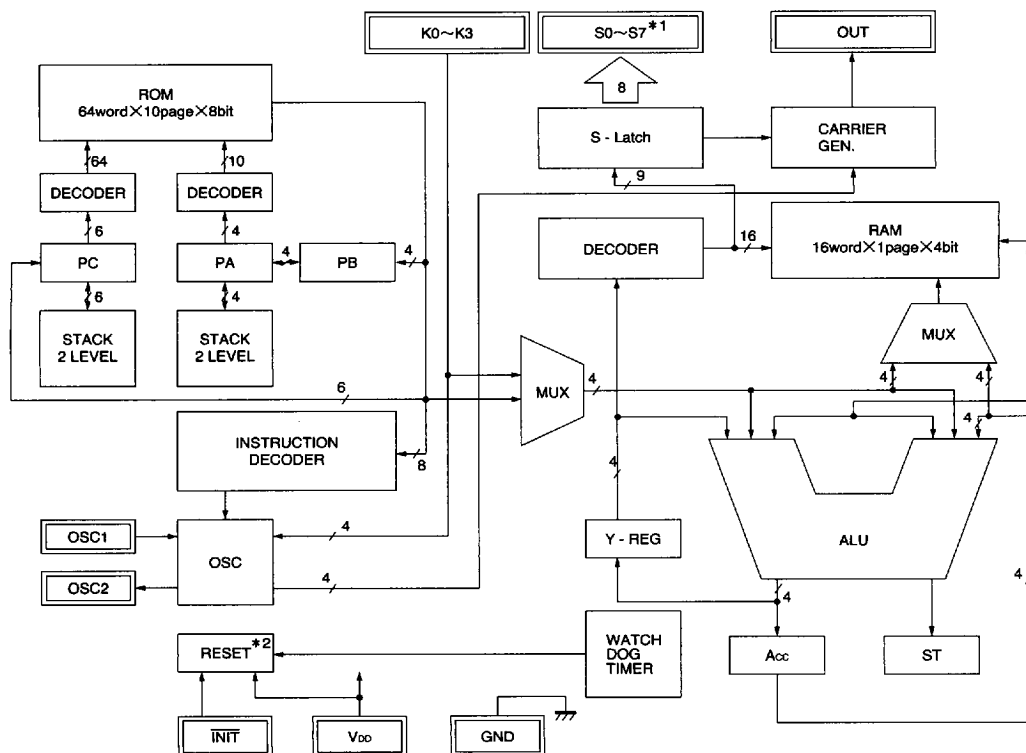 K0～K3
S0～S7*1
OUT
ROM
64word×10page×8bit
8
S - Latch
CARRIER
GEN.
64
10
9
DECODER
DECODER
RAM
16word×1page×4bit
DECODER
16
6
4
PC
PA
4
PB
4
6
4
STACK
2 LEVEL
STACK
2 LEVEL
MUX
MUX
4
4
4
6
4
INSTRUCTION
DECODER
8
4
ALU
OSC1
OSC
4
Y - REG
OSC2
4
4
4
RESET*2
WATCH
DOG
TIMER
ACC
ST
INIT
VDD
GND